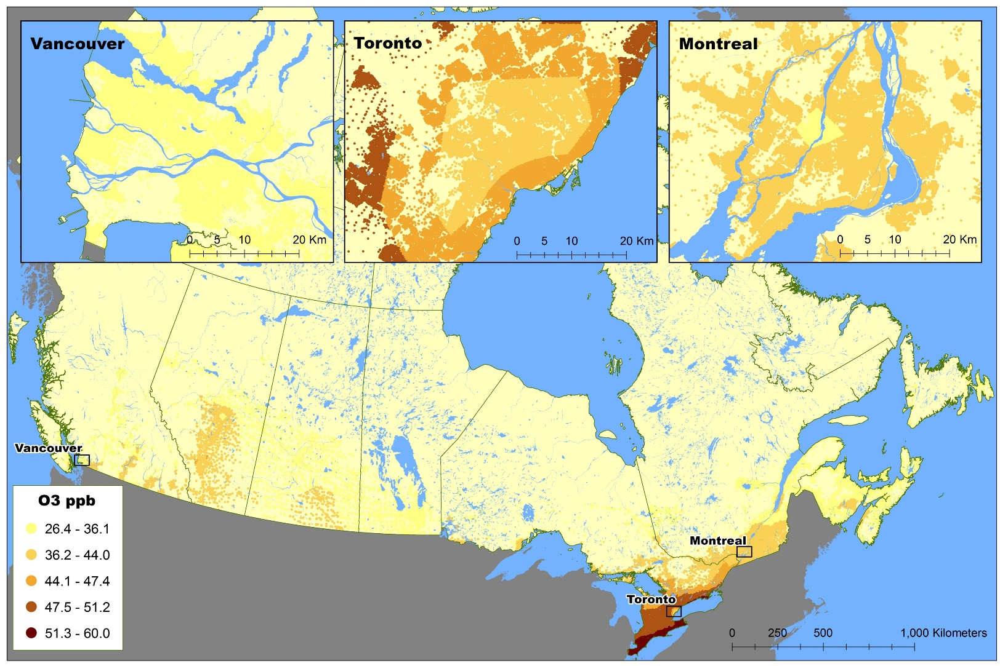 Vancouver
0 5 10 20 Km
Toronto
0 5 10 20 Km
Montreal
0 5 10 20 Km
Vancouver
Montreal
Toronto
O3 ppb
26.4 - 36.1
36.2 - 44.0
44.1 - 47.4
47.5 - 51.2
51.3 - 60.0
0 250 500 1,000 Kilometers